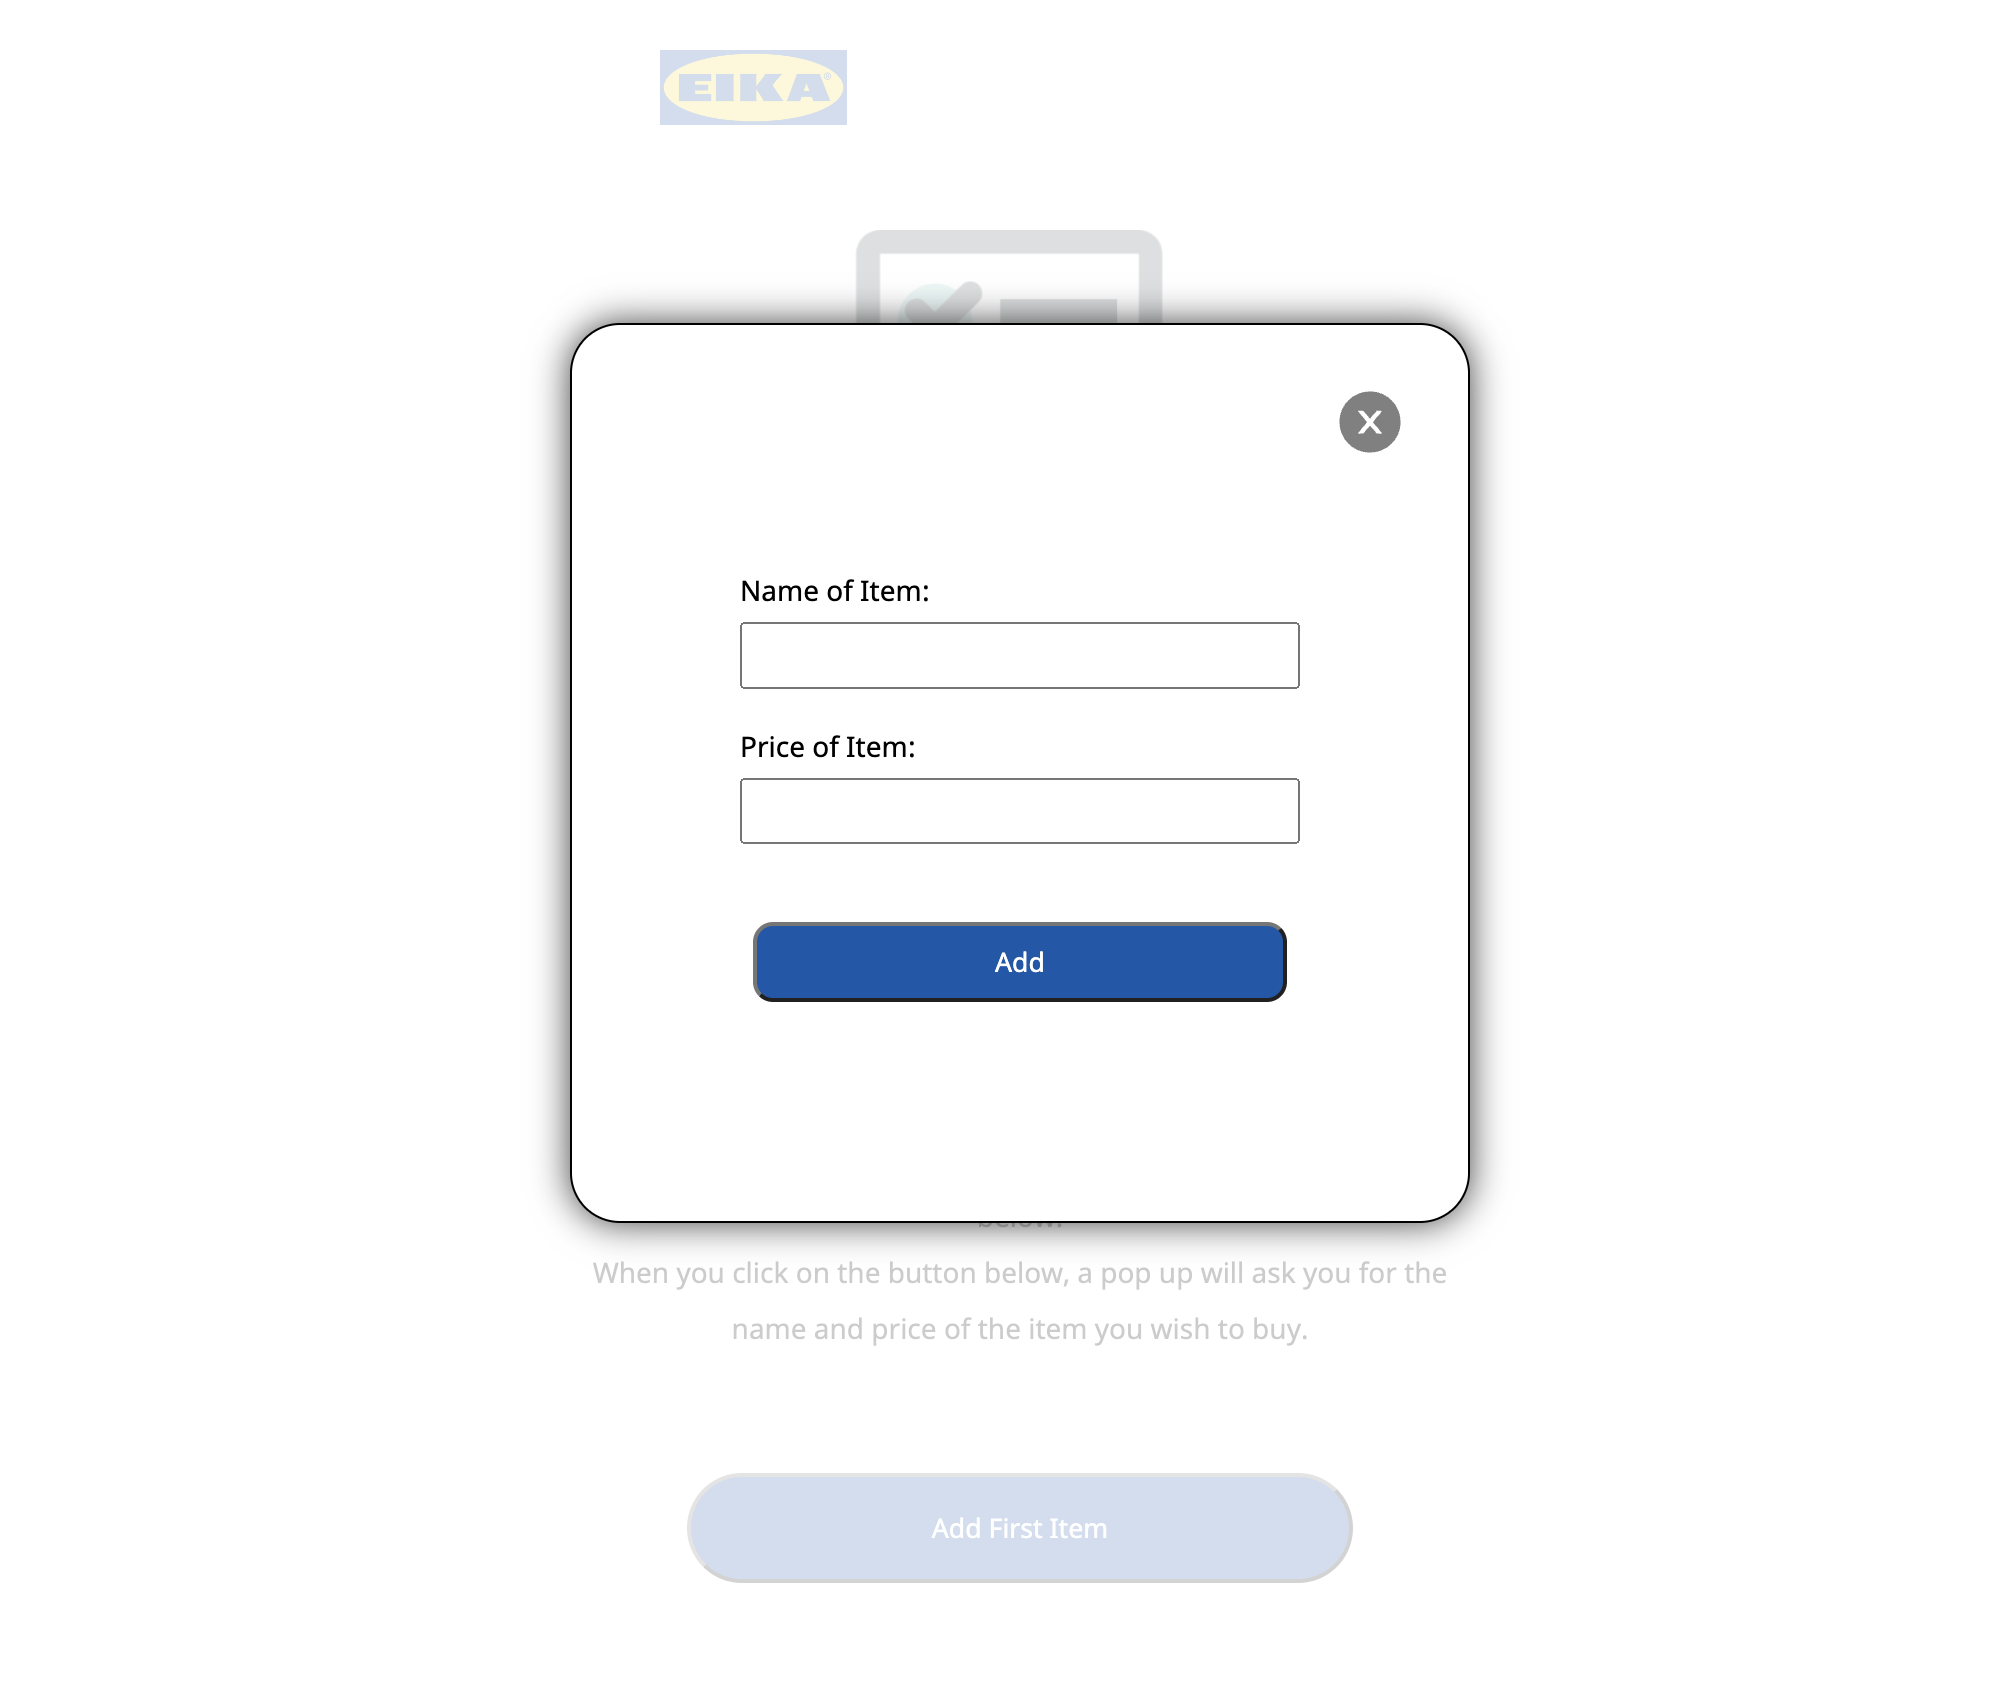 EIKA®
X
Name of Item:
Price of Item:
Add
below.
When you click on the button below, a pop up will ask you for the
name and price of the item you wish to buy.
Add First Item